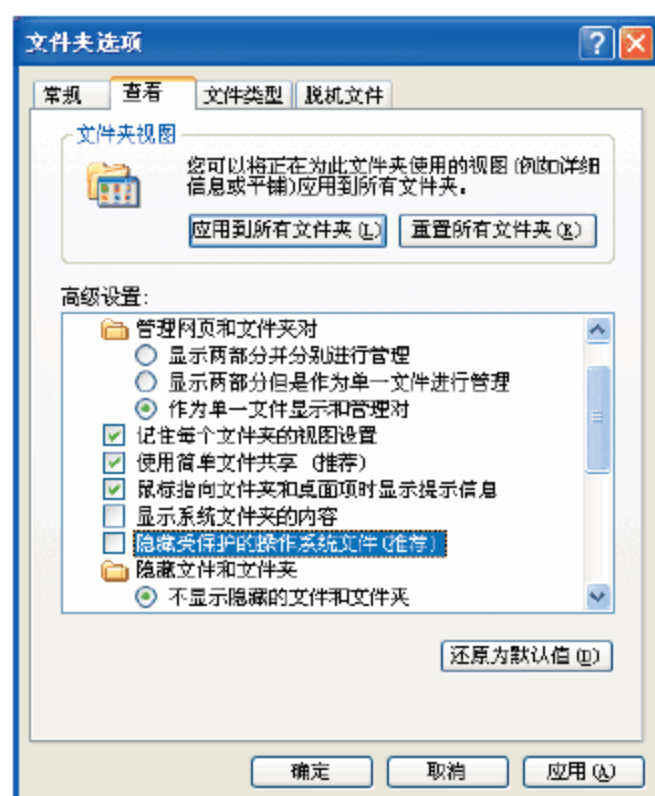 文件夹选项
常规 查看 文件类型 脱机文件
文件夹视图
您可以将正在为此文件夹使用的视图(例如详细
信息或平铺)应用到所有文件夹。
应用到所有文件夹(L) 重置所有文件夹(R)
高级设置:
管理网页和文件夹对
显示两部分并分别进行管理
显示两部分但是作为单一文件进行管理
作为单一文件显示和管理对
记住每个文件夹的视图设置
使用简单文件共享 (推荐)
鼠标指向文件夹和桌面项时显示提示信息
显示系统文件夹的内容
隐藏受保护的操作系统文件(推荐)
隐藏文件和文件夹
不显示隐藏的文件和文件夹
还原为默认值(D)
确定 取消 应用(A)